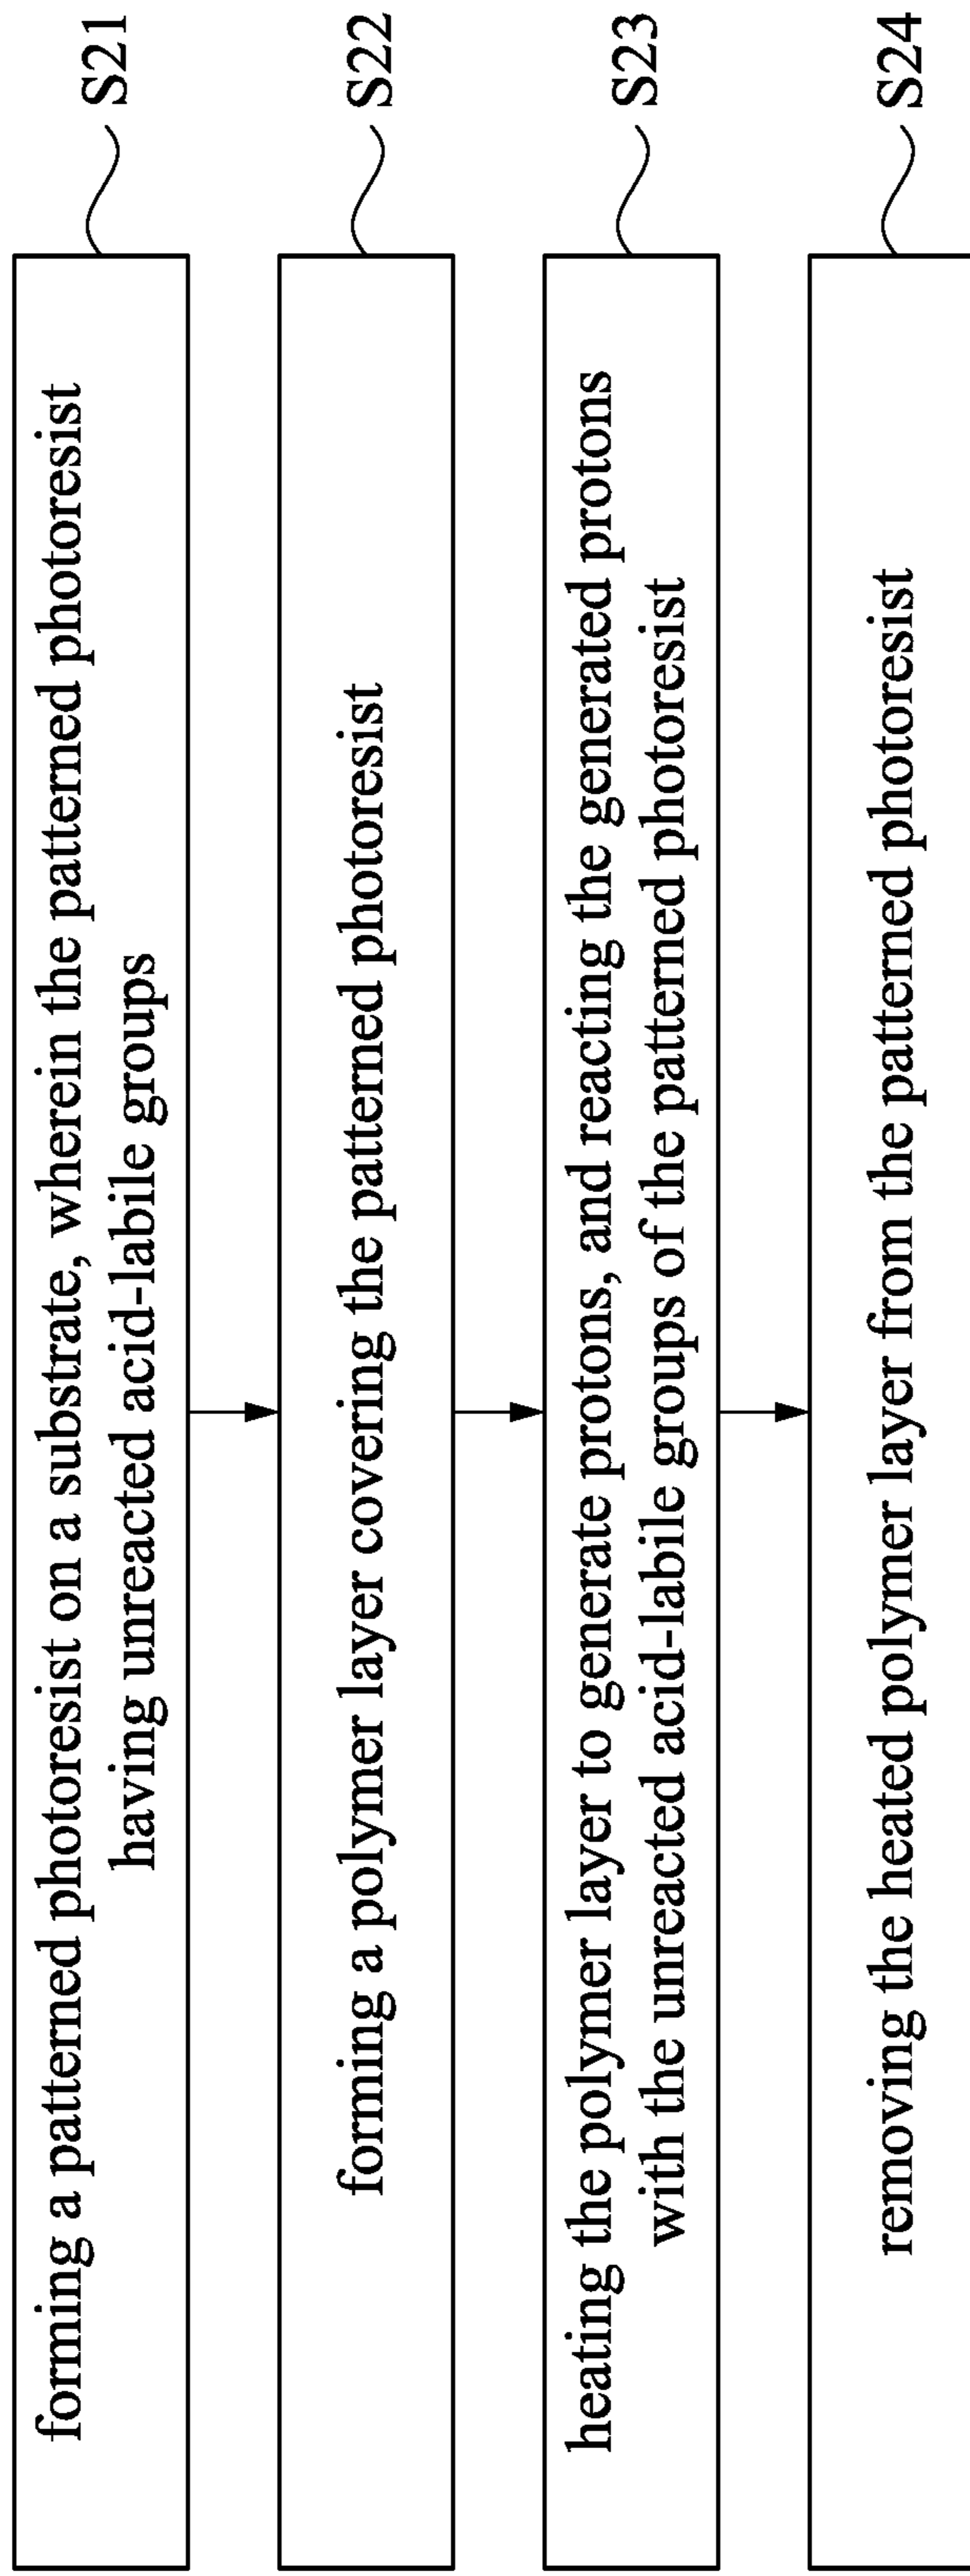 forming a patterned photoresist on a substrate, wherein the patterned photoresist
having unreacted acid-labile groups
S21
forming a polymer layer covering the patterned photoresist
S22
heating the polymer layer to generate protons, and reacting the generated protons
with the unreacted acid-labile groups of the patterned photoresist
S23
removing the heated polymer layer from the patterned photoresist
S24